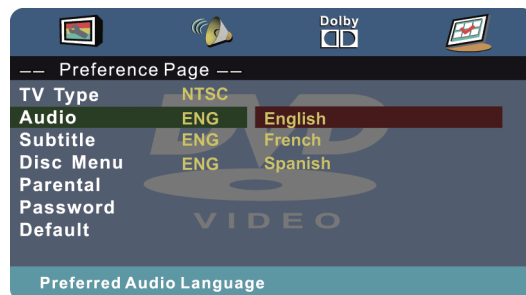 Dolby
-- Preference Page --
TV Type NTSC
Audio ENG English
Subtitle ENG French
Disc Menu ENG Spanish
Parental
Password
Default
DVD
VIDEO
Preferred Audio Language